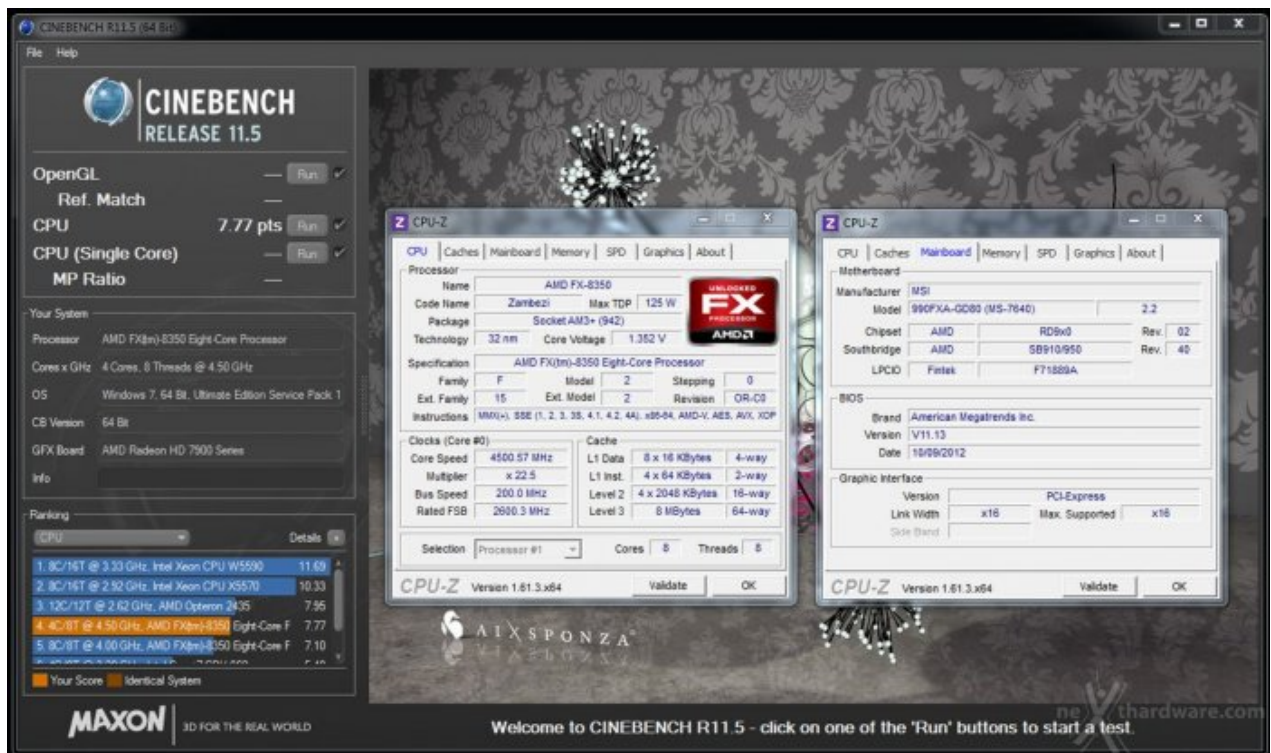 CINEBENCH R11.5 (64 Bit)
File Help
CINEBENCH
RELEASE 11.5
OpenGL — Run
Ref. Match —
CPU 7.77 pts Run
CPU (Single Core) — Run
MP Ratio —
Your System
Processor AMD FX(tm)-8350 Eight-Core Processor
Cores x GHz 4 Cores, 8 Threads @ 4.50 GHz
OS Windows 7, 64 Bit, Ultimate Edition Service Pack 1
CB Version 64 Bit
GFX Board AMD Radeon HD 7900 Series
Info
Ranking
CPU Details
1. 8C/16T @ 3.33 GHz, Intel Xeon CPU W5590 11.69
2. 8C/16T @ 2.92 GHz, Intel Xeon CPU X5570 10.33
3. 12C/12T @ 2.62 GHz, AMD Opteron 2435 7.95
4. 4C/8T @ 4.50 GHz, AMD FX(tm)-8350 Eight-Core F 7.77
5. 8C/8T @ 4.00 GHz, AMD FX(tm)-8350 Eight-Core F 7.10
Your Score Identical System
MAXON 3D FOR THE REAL WORLD
CPU-Z
CPU Caches Mainboard Memory SPD Graphics About
Processor
Name AMD FX-8350
Code Name Zambezi Max TDP 125 W
Package Socket AM3+ (942)
Technology 32 nm Core Voltage 1.352 V
UNLOCKED
FX
PROCESSOR
AMD
Specification AMD FX(tm)-8350 Eight-Core Processor
Family F Model 2 Stepping 0
Ext. Family 15 Ext. Model 2 Revision OR-C0
Instructions MMX(+), SSE (1, 2, 3, 3S, 4.1, 4.2, 4A), x86-64, AMD-V, AES, AVX, XOP
Clocks (Core #0)
Core Speed 4500.57 MHz
Multiplier x 22.5
Bus Speed 200.0 MHz
Rated FSB 2600.3 MHz
Cache
L1 Data 8 x 16 KBytes 4-way
L1 Inst. 4 x 64 KBytes 2-way
Level 2 4 x 2048 KBytes 16-way
Level 3 8 MBytes 64-way
Selection Processor #1 Cores 8 Threads 8
CPU-Z Version 1.61.3.x64 Validate OK
CPU-Z
CPU Caches Mainboard Memory SPD Graphics About
Motherboard
Manufacturer MSI
Model 990FXA-GD80 (MS-7640) 2.2
Chipset AMD RD9x0 Rev. 02
Southbridge AMD SB910/950 Rev. 40
LPCIO Fintek F71889A
BIOS
Brand American Megatrends Inc.
Version V11.13
Date 10/09/2012
Graphic Interface
Version PCI-Express
Link Width x16 Max. Supported x16
Side Band
CPU-Z Version 1.61.3.x64 Validate OK
AIXSPONZA
nexthardware.com
Welcome to CINEBENCH R11.5 - click on one of the 'Run' buttons to start a test.